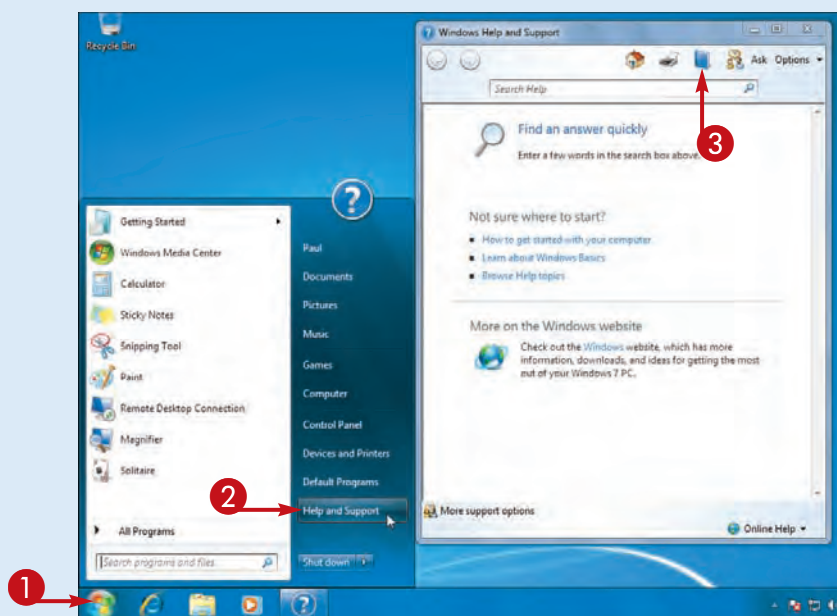 Recycle Bin
Getting Started
Windows Media Center
Calculator
Sticky Notes
Snipping Tool
Paint
Remote Desktop Connection
Magnifier
Solitaire
All Programs
Search programs and files
Paul
Documents
Pictures
Music
Games
Computer
Control Panel
Devices and Printers
Default Programs
2
Help and Support
Shut down
1
Windows Help and Support
Ask Options
Search Help
3
Find an answer quickly
Enter a few words in the search box above.
Not sure where to start?
How to get started with your computer
Learn about Windows Basics
Browse Help topics
More on the Windows website
Check out the Windows website, which has more
information, downloads, and ideas for getting the most
out of your Windows 7 PC.
More support options
Online Help